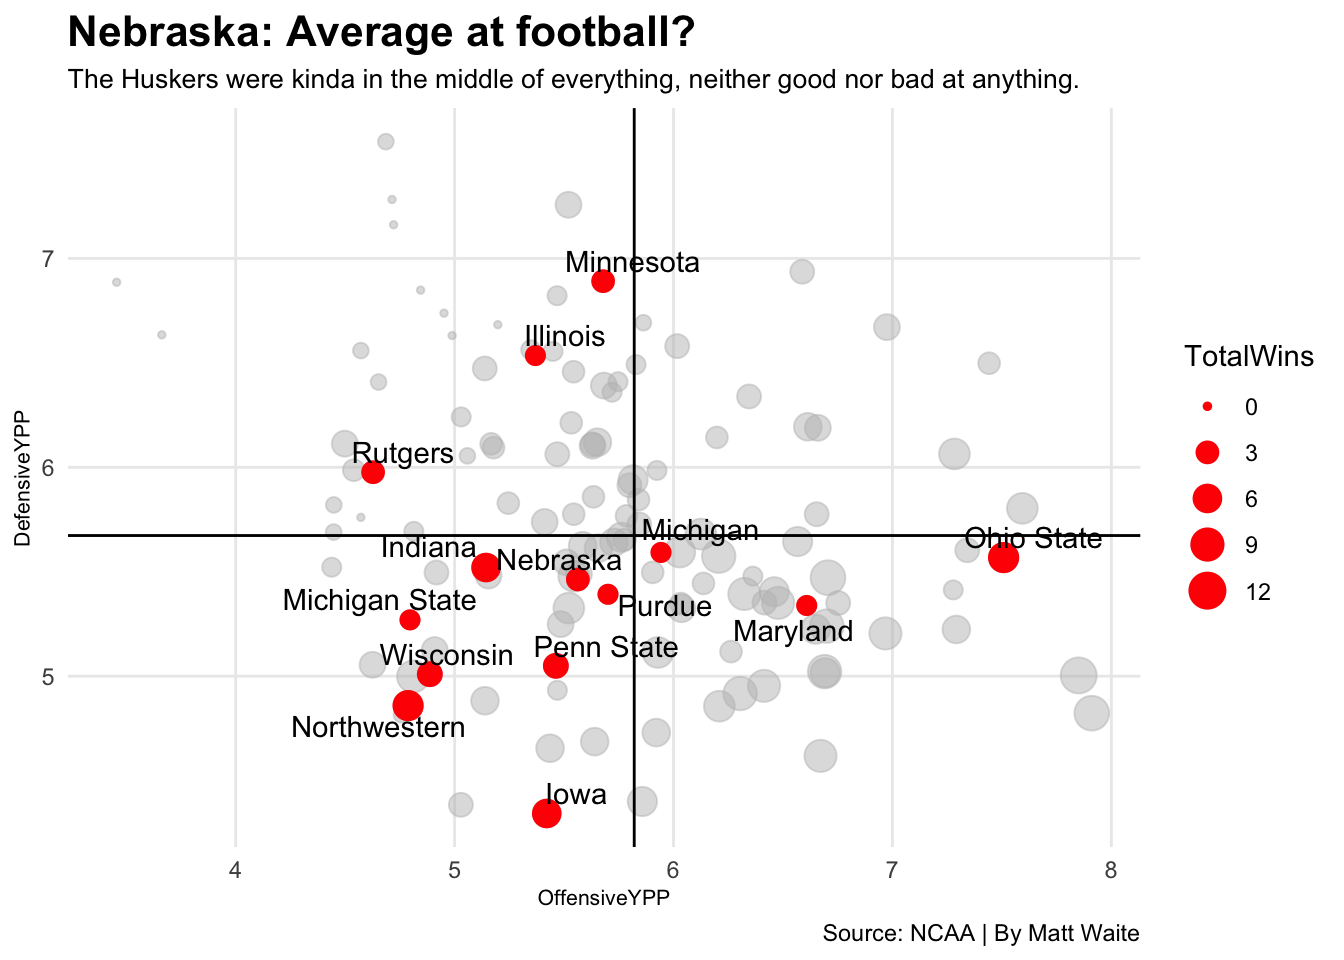 Nebraska: Average at football?
The Huskers were kinda in the middle of everything, neither good nor bad at anything.
DefensiveYPP
7
6
5
Minnesota
Illinois
Rutgers
Michigan
Ohio State
Indiana
Nebraska
Michigan State
Purdue
Maryland
Wisconsin
Penn State
Northwestern
Iowa
4 5 6 7 8
OffensiveYPP
TotalWins
0
3
6
9
12
Source: NCAA | By Matt Waite